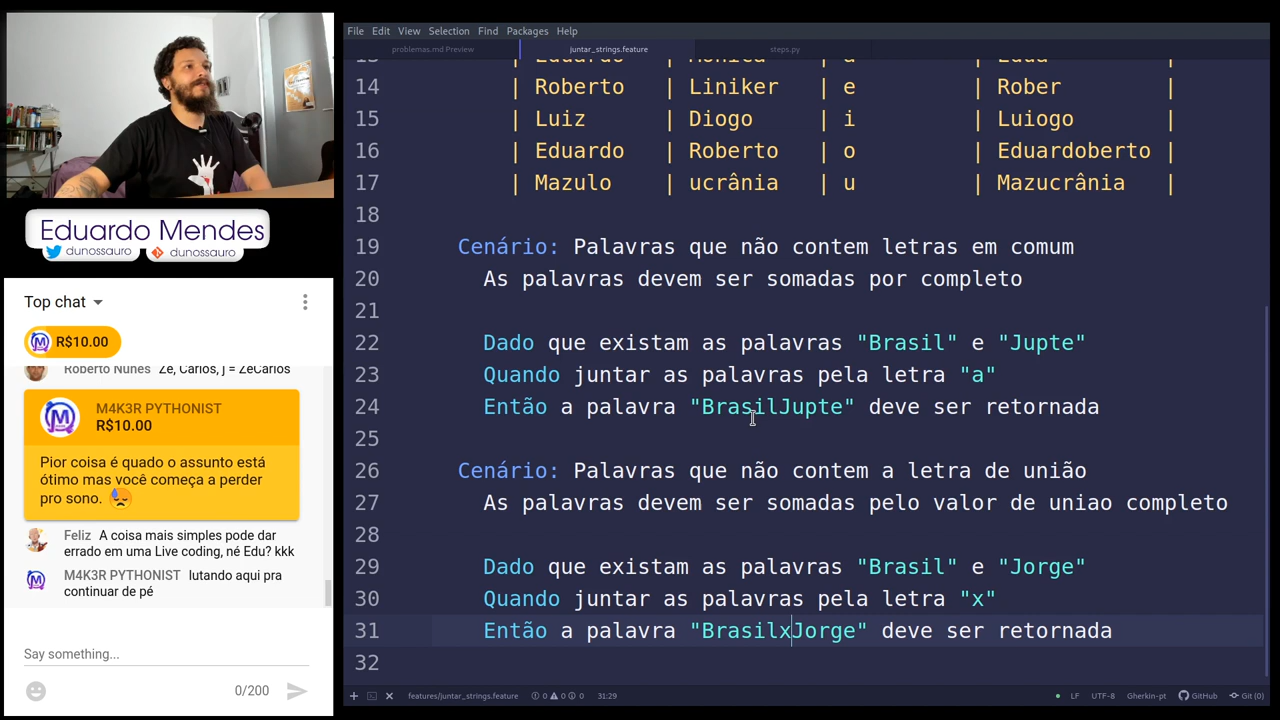 File Edit View Selection Find Packages Help
problemas.md Preview juntar_strings.feature steps.py
14 | Roberto | Liniker | e | Rober |
15 | Luiz | Diogo | i | Luiogo |
16 | Eduardo | Roberto | o | Eduardoberto |
17 | Mazulo | ucrânia | u | Mazucrânia |
18
19 Cenário: Palavras que não contem letras em comum
20 As palavras devem ser somadas por completo
21
22 Dado que existam as palavras "Brasil" e "Jupte"
23 Quando juntar as palavras pela letra "a"
24 Então a palavra "BrasilJupte" deve ser retornada
25
26 Cenário: Palavras que não contem a letra de união
27 As palavras devem ser somadas pelo valor de uniao completo
28
29 Dado que existam as palavras "Brasil" e "Jorge"
30 Quando juntar as palavras pela letra "x"
31 Então a palavra "BrasilxJorge" deve ser retornada
32
features/juntar_strings.feature 0 0 0 31:29 LF UTF-8 Gherkin-pt GitHub Git (0)
Eduardo Mendes
dunossauro dunossauro
Top chat
R$10.00
Roberto Nunes Zé, Carlos, j = ZéCarlos
M4K3R PYTHONIST
R$10.00
Pior coisa é quado o assunto está
ótimo mas você começa a perder
pro sono.
Feliz A coisa mais simples pode dar
errado em uma Live coding, né Edu? kkk
M4K3R PYTHONIST lutando aqui pra
continuar de pé
Say something...
0/200